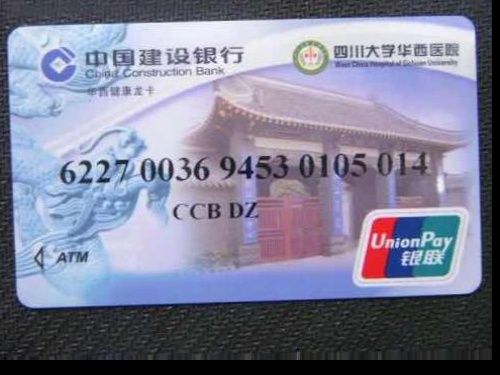 中国建设银行
China Construction Bank
华西健康龙卡
四川大学华西医院
West China Hospital of Sichuan University
6227 0036 9453 0105 014
CCB DZ
ATM
UnionPay
银联